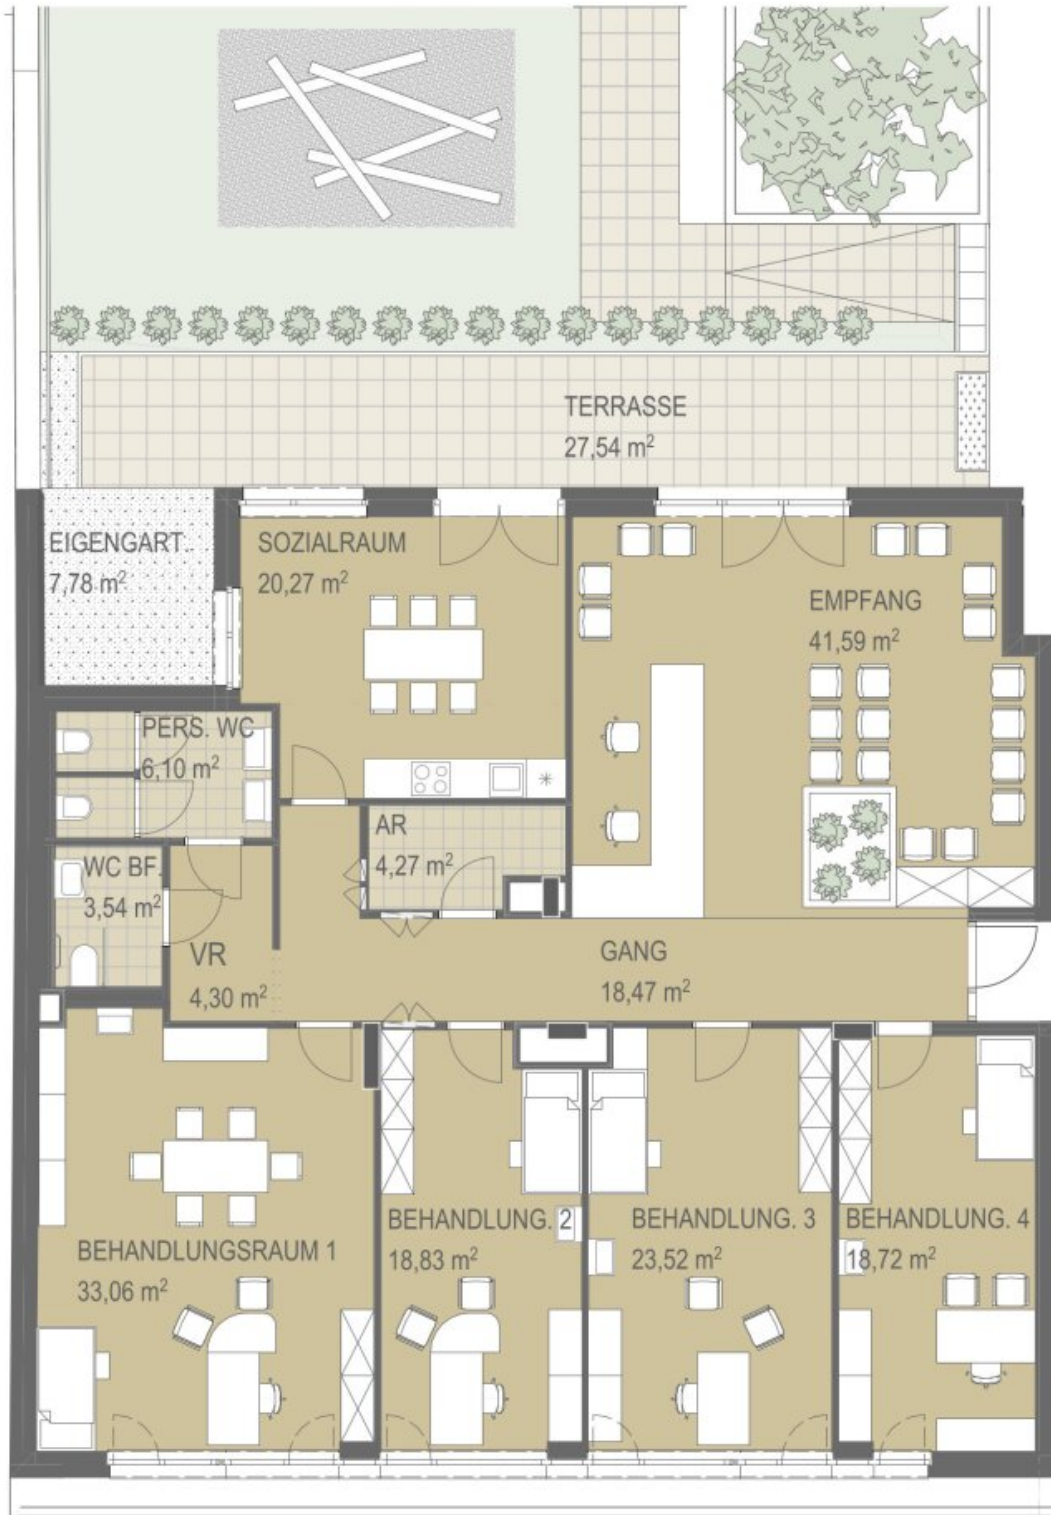 TERRASSE
27,54 m²
EIGENGART.
7,78 m²
SOZIALRAUM
20,27 m²
EMPFANG
41,59 m²
PERS. WC
6,10 m²
AR
4,27 m²
WC BF.
3,54 m²
VR
4,30 m²
GANG
18,47 m²
BEHANDLUNGSRAUM 1
33,06 m²
BEHANDLUNG. 2
18,83 m²
BEHANDLUNG. 3
23,52 m²
BEHANDLUNG. 4
18,72 m²